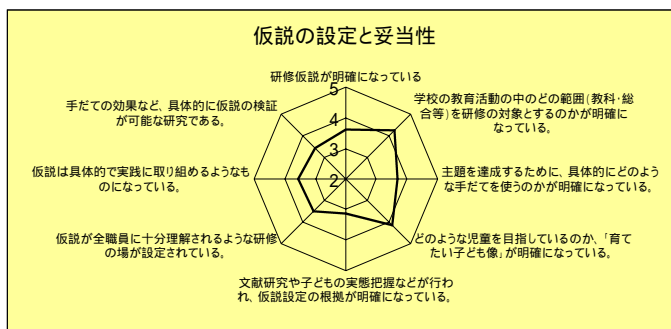 仮説の設定と妥当性
研修仮説が明確になっている
5
4
3
2
学校の教育活動の中のどの範囲(教科・総
合等)を研修の対象とするのかが明確に
なっている。
主題を達成するために、具体的にどのよう
な手だてを使うのかが明確になっている。
どのような児童を目指しているのか、「育て
たい子ども像」が明確になっている。
文献研究や子どもの実態把握などが行わ
れ、仮説設定の根拠が明確になっている。
仮説が全職員に十分理解されるような研修
の場が設定されている。
仮説は具体的で実践に取り組めるようなも
のになっている。
手だての効果など、具体的に仮説の検証
が可能な研究である。